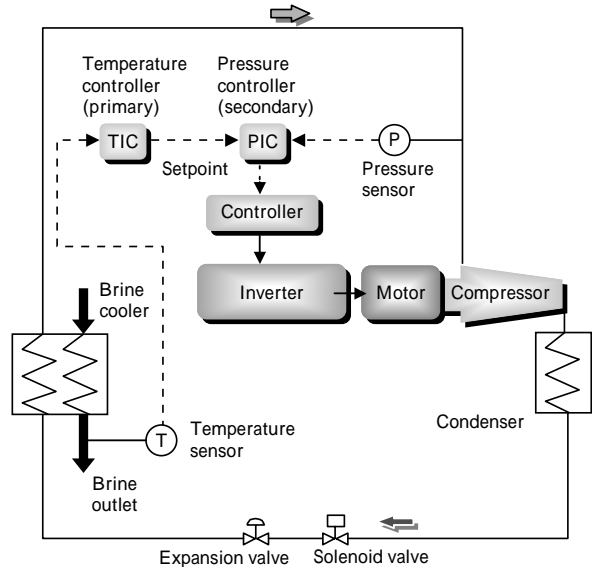 Temperature
controller
(primary)
Pressure
controller
(secondary)
TIC
PIC
P
Setpoint
Pressure
sensor
Controller
Inverter
Motor
Compressor
Brine
cooler
Condenser
T
Temperature
sensor
Brine
outlet
Expansion valve
Solenoid valve